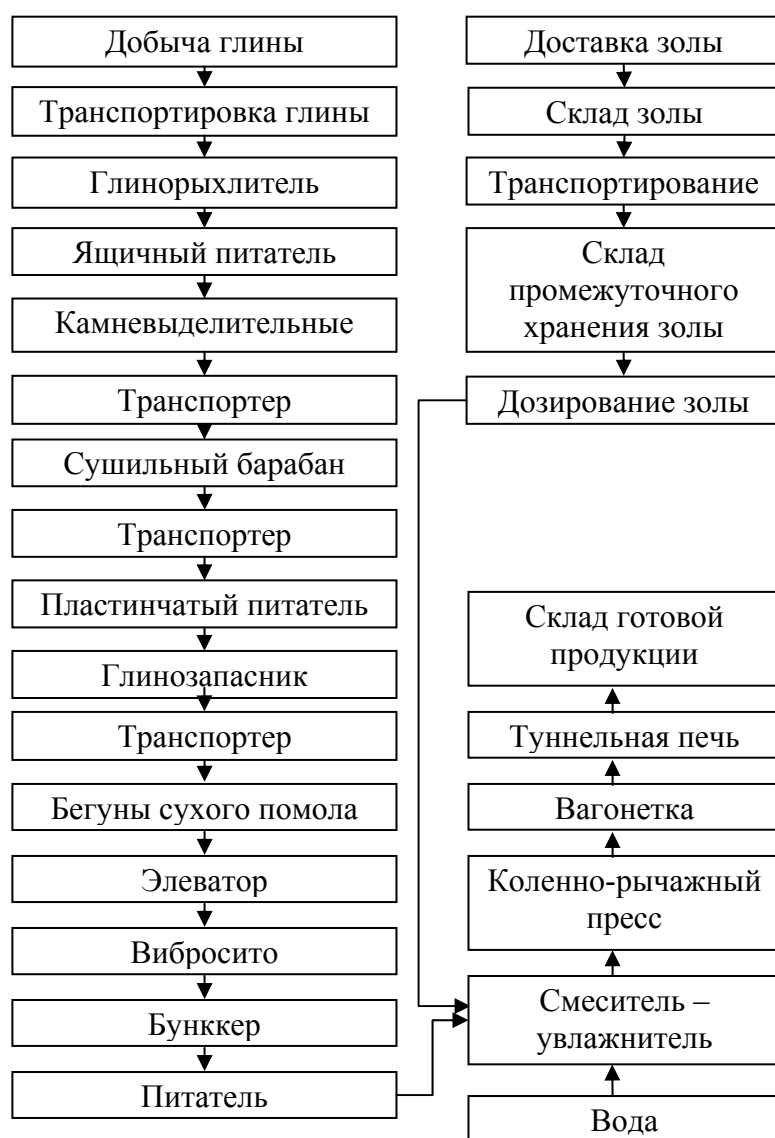 Добыча глины
Транспортировка глины
Глинорыхлитель
Ящичный питатель
Камневыделительные
Транспортер
Сушильный барабан
Транспортер
Пластинчатый питатель
Глинозапасник
Транспортер
Бегуны сухого помола
Элеватор
Вибросито
Бунккер
Питатель
Доставка золы
Склад золы
Транспортирование
Склад
промежуточного
хранения золы
Дозирование золы
Склад готовой
продукции
Туннельная печь
Вагонетка
Коленно-рычажный
пресс
Смеситель –
увлажнитель
Вода